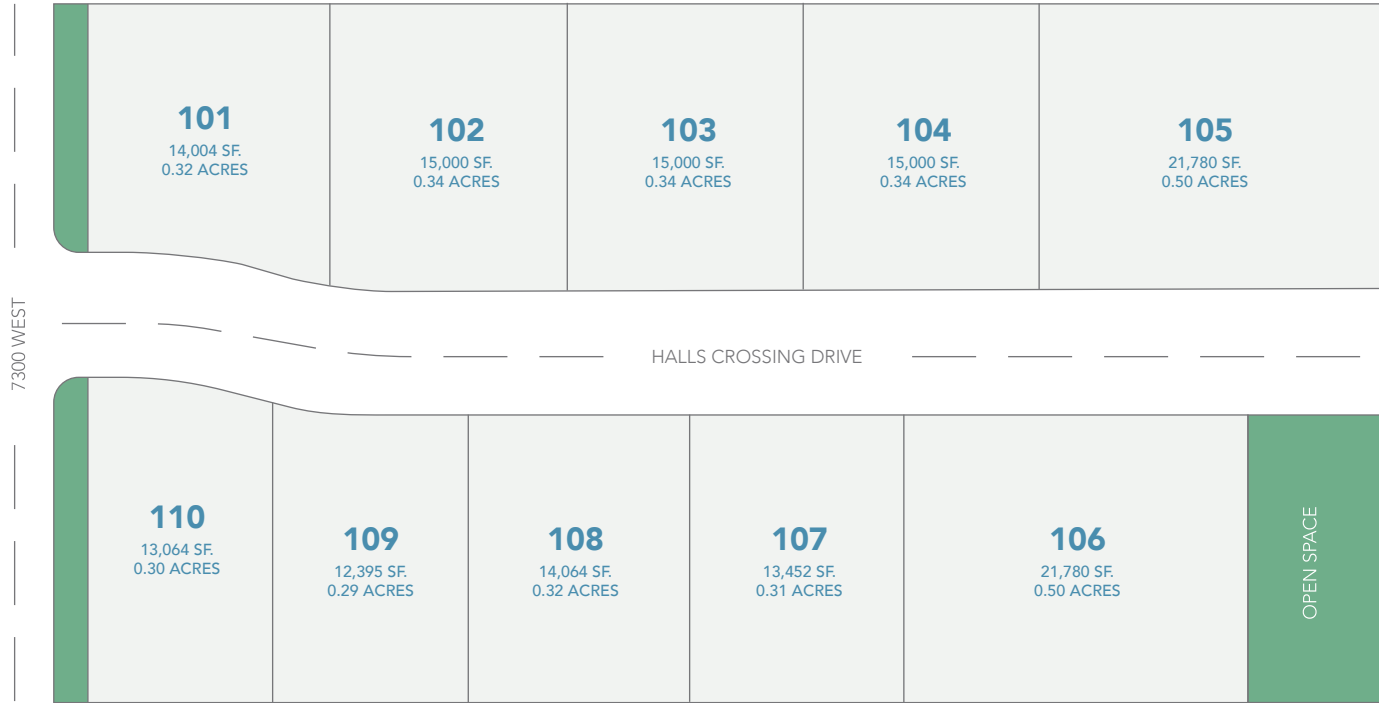 101
14,004 SF.
0.32 ACRES
102
15,000 SF.
0.34 ACRES
103
15,000 SF.
0.34 ACRES
104
15,000 SF.
0.34 ACRES
105
21,780 SF.
0.50 ACRES
7300 WEST
HALLS CROSSING DRIVE
110
13,064 SF.
0.30 ACRES
109
12,395 SF.
0.29 ACRES
108
14,064 SF.
0.32 ACRES
107
13,452 SF.
0.31 ACRES
106
21,780 SF.
0.50 ACRES
OPEN SPACE